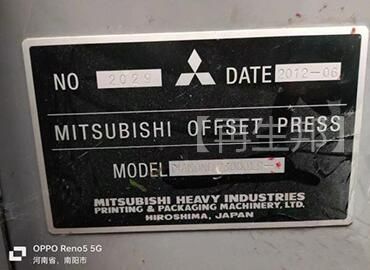 NO 2029 DATE 2012-06
MITSUBISHI OFFSET PRESS
MODEL
MITSUBISHI HEAVY INDUSTRIES
PRINTING & PACKAGING MACHINERY, LTD.
HIROSHIMA, JAPAN
OPPO Reno5 5G
河南省，南阳市